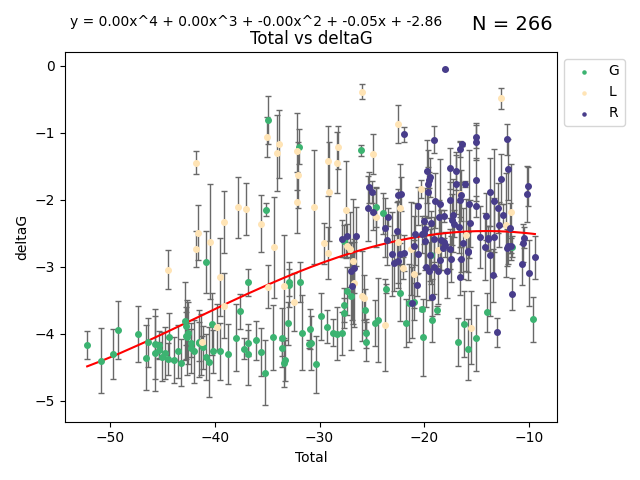 y = 0.00x^4 + 0.00x^3 + -0.00x^2 + -0.05x + -2.86
N = 266
Total vs deltaG
G
L
R
deltaG
0
−1
−2
−3
−4
−5
−50
−40
−30
−20
−10
Total